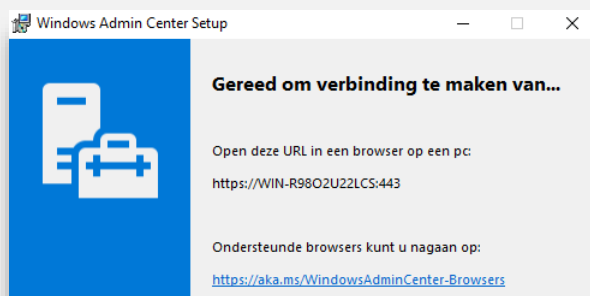 Windows Admin Center Setup
Gereed om verbinding te maken van...
Open deze URL in een browser op een pc:
https://WIN-R98O2U22LCS:443
Ondersteunde browsers kunt u nagaan op:
https://aka.ms/WindowsAdminCenter-Browsers